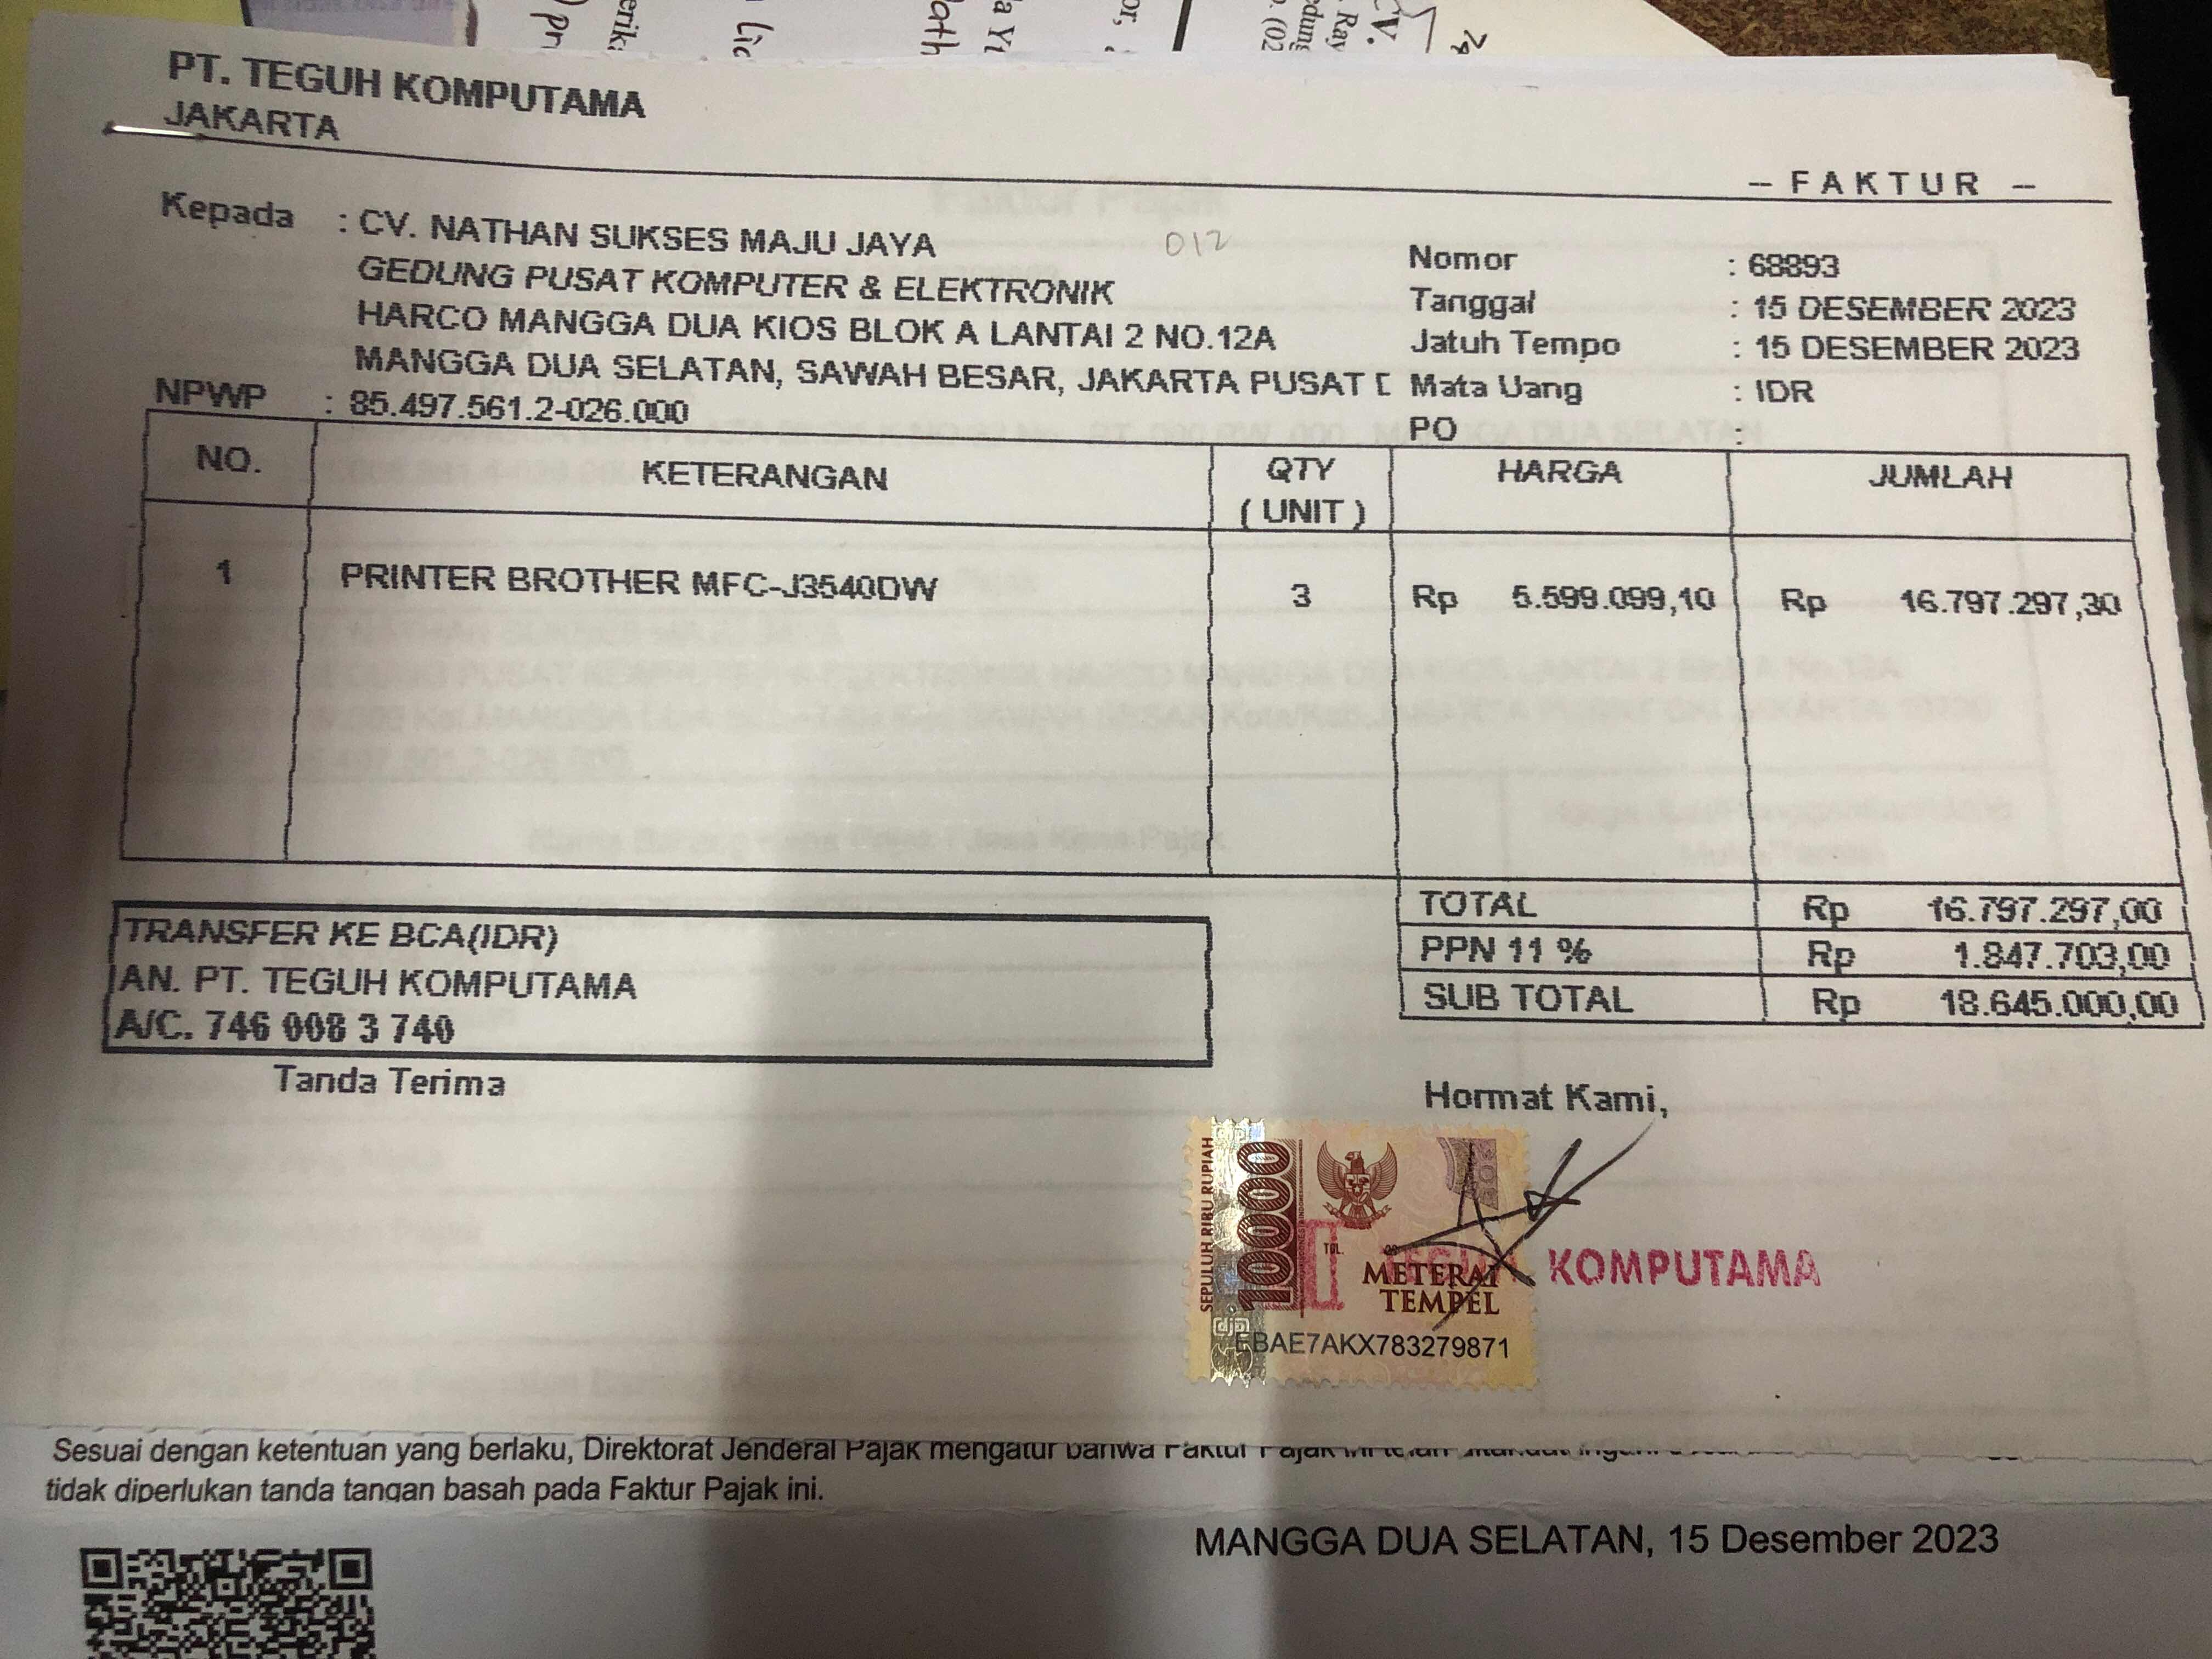 PT. TEGUH KOMPUTAMA
JAKARTA
-- FAKTUR --
Kepada : CV. NATHAN SUKSES MAJU JAYA
012
GEDUNG PUSAT KOMPUTER & ELEKTRONIK
HARCO MANGGA DUA KIOS BLOK A LANTAI 2 NO.12A
MANGGA DUA SELATAN, SAWAH BESAR, JAKARTA PUSAT
NPWP : 85.497.561.2-026.000
Nomor : 68893
Tanggal : 15 DESEMBER 2023
Jatuh Tempo : 15 DESEMBER 2023
Mata Uang : IDR
PO :
NO. KETERANGAN QTY ( UNIT ) HARGA JUMLAH
1 PRINTER BROTHER MFC-J3540DW 3 Rp 5.599.099,10 Rp 16.797.297,30
TOTAL Rp 16.797.297,00
PPN 11 % Rp 1.847.703,00
SUB TOTAL Rp 18.645.000,00
TRANSFER KE BCA(IDR)
AN. PT. TEGUH KOMPUTAMA
A/C. 746 008 3 740
Tanda Terima
Hormat Kami,
SEPULUH RIBU RUPIAH
10000
TGL.
METERAI
TEMPEL
EBAE7AKX783279871
TEGUH KOMPUTAMA
Sesuai dengan ketentuan yang berlaku, Direktorat Jenderal Pajak mengatur bahwa Faktur Pajak ini telah
tidak diperlukan tanda tangan basah pada Faktur Pajak ini.
MANGGA DUA SELATAN, 15 Desember 2023